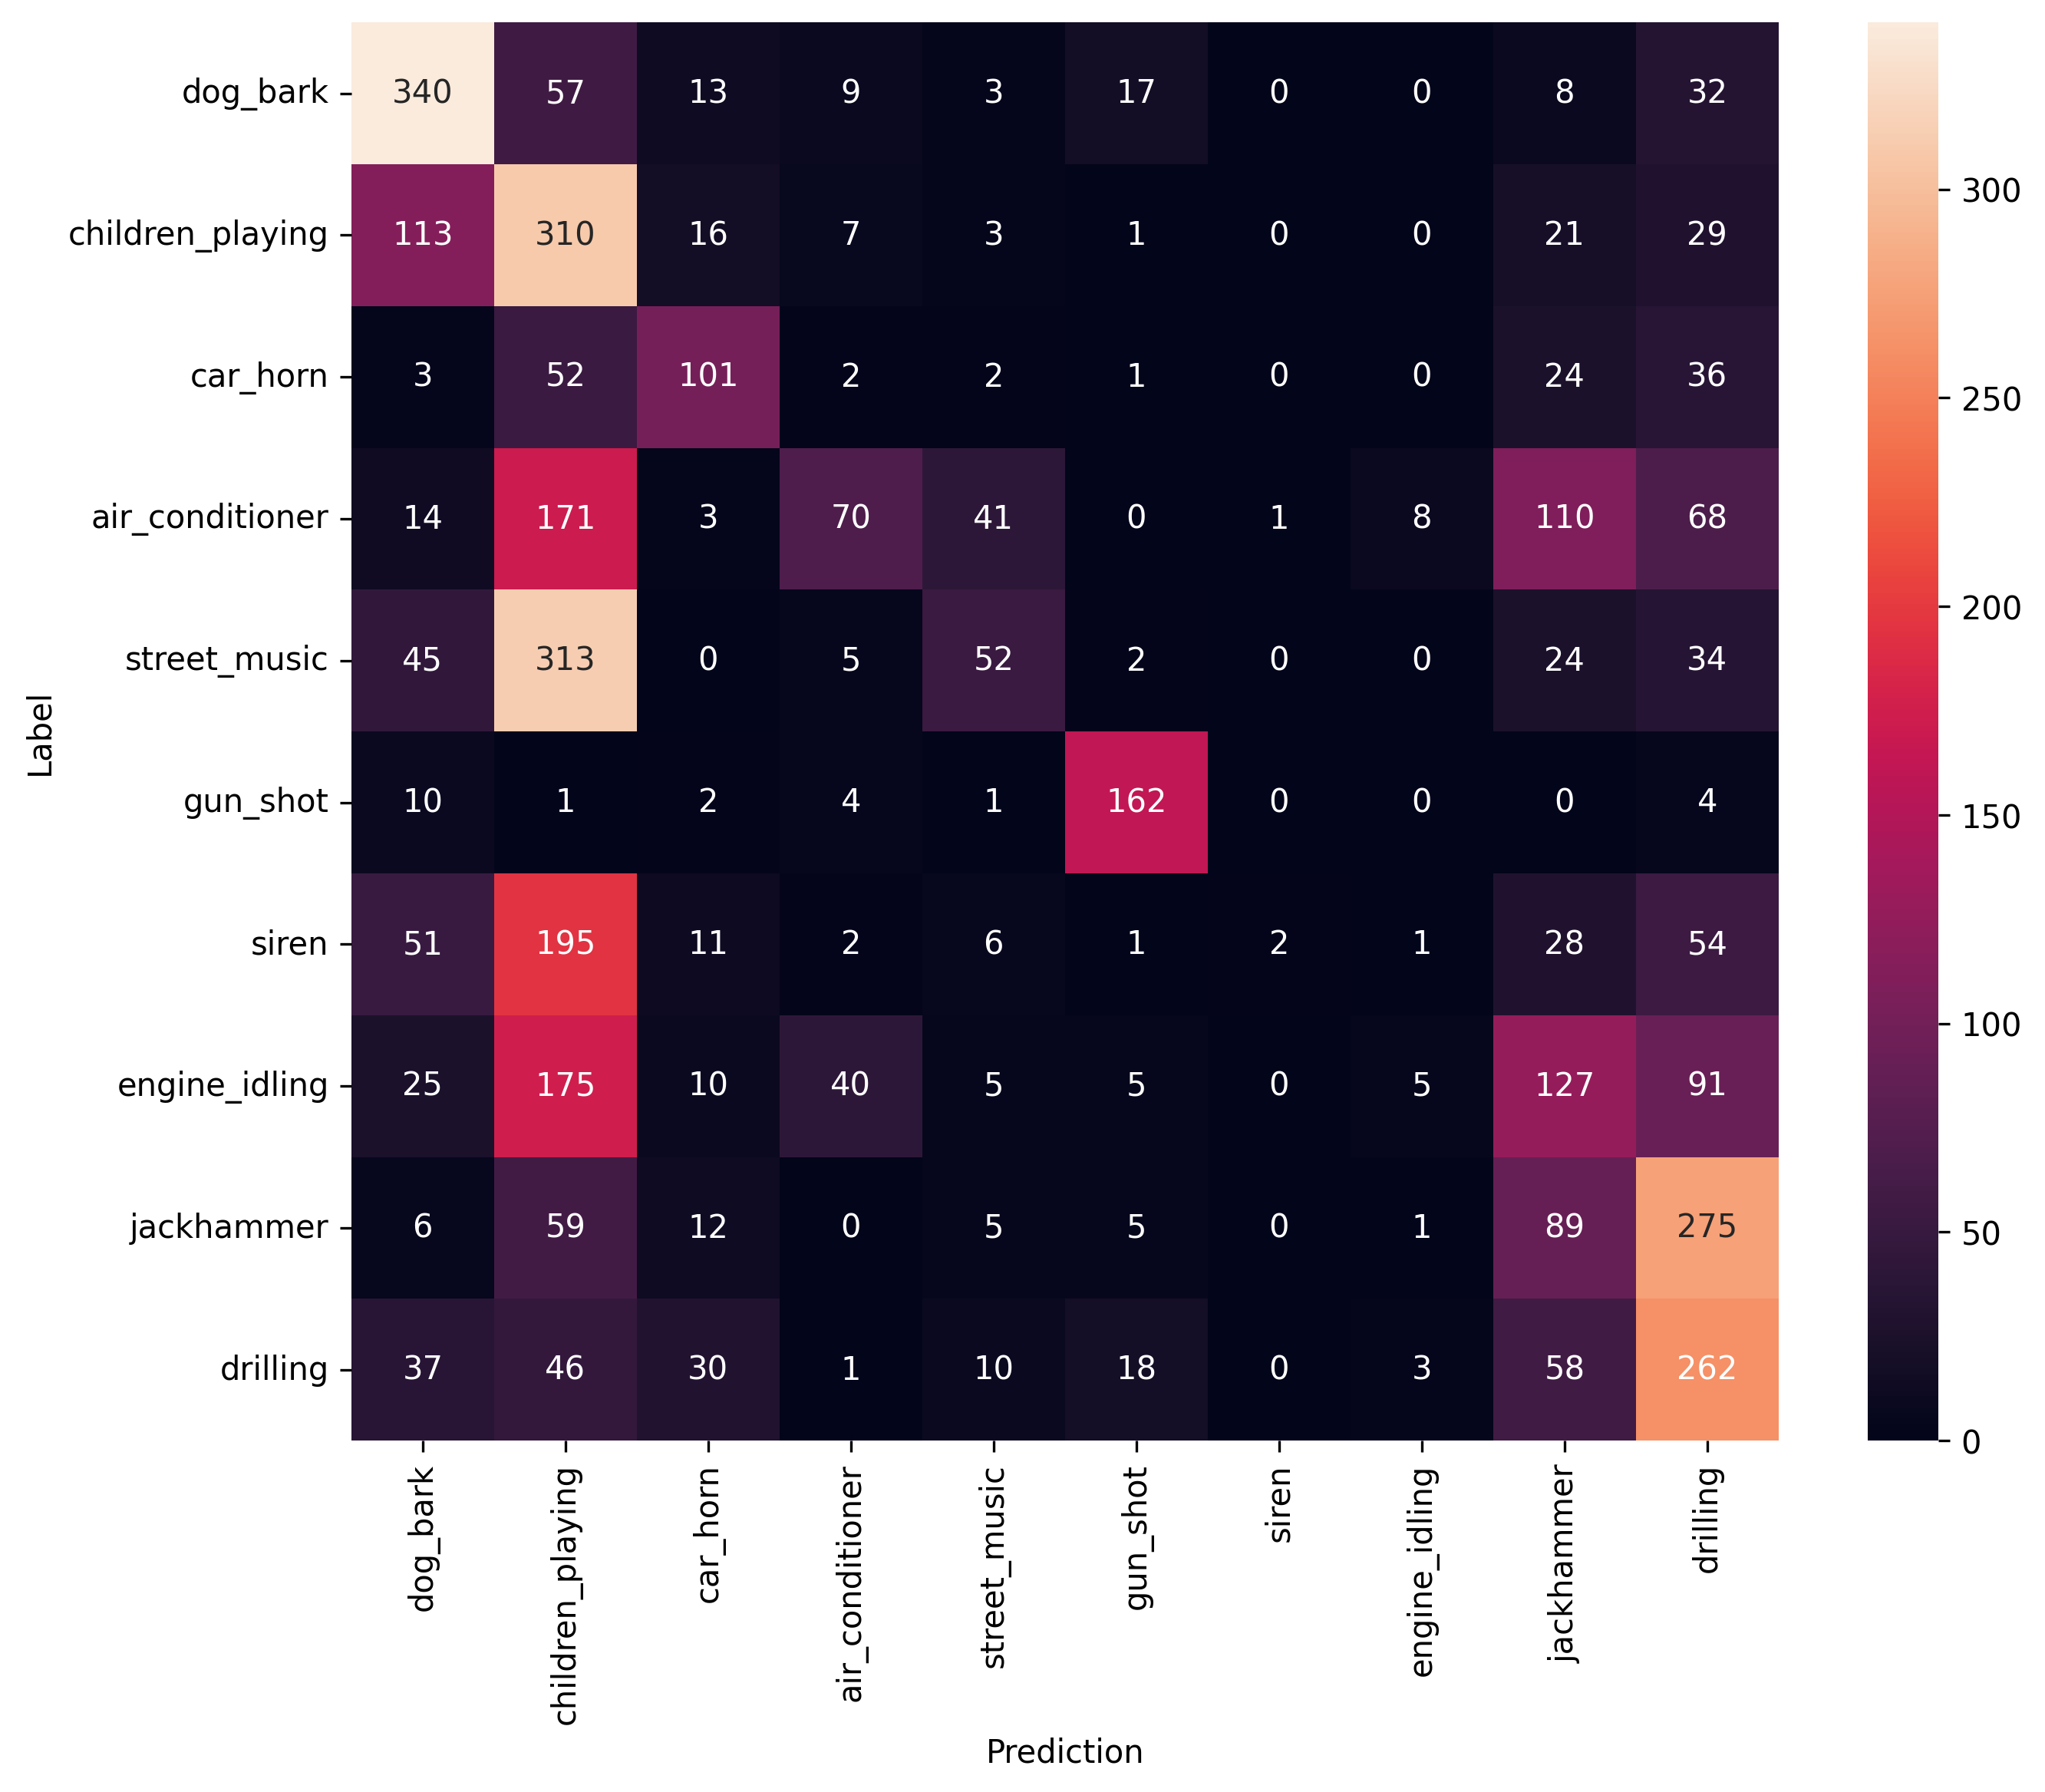 dog_bark 340 57 13 9 3 17 0 0 8 32
children_playing 113 310 16 7 3 1 0 0 21 29
car_horn 3 52 101 2 2 1 0 0 24 36
air_conditioner 14 171 3 70 41 0 1 8 110 68
street_music 45 313 0 5 52 2 0 0 24 34
gun_shot 10 1 2 4 1 162 0 0 0 4
siren 51 195 11 2 6 1 2 1 28 54
engine_idling 25 175 10 40 5 5 0 5 127 91
jackhammer 6 59 12 0 5 5 0 1 89 275
drilling 37 46 30 1 10 18 0 3 58 262
Label
dog_bark
children_playing
car_horn
air_conditioner
street_music
gun_shot
siren
engine_idling
jackhammer
drilling
Prediction
300
250
200
150
100
50
0